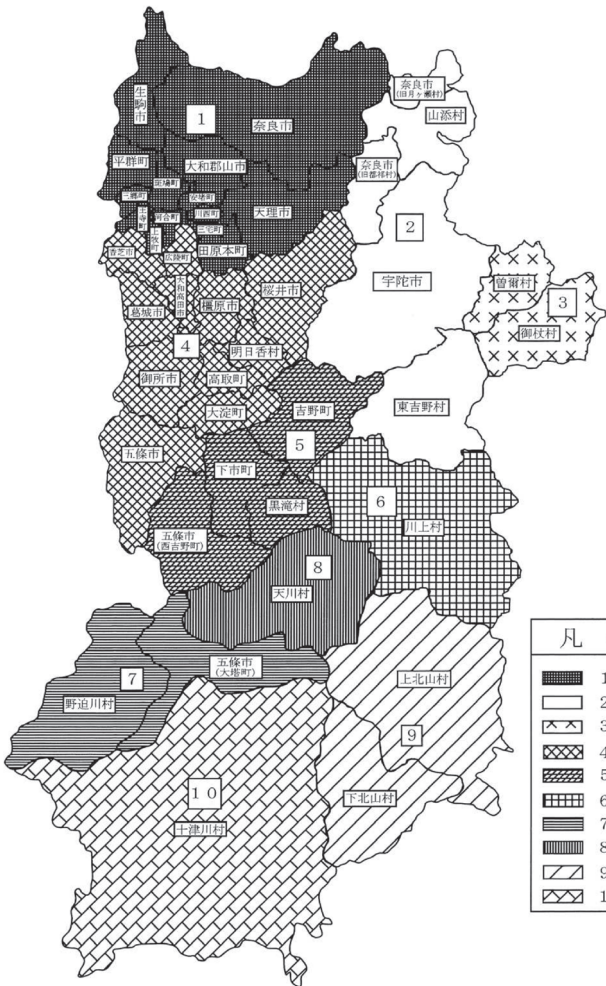 奈良市
(旧月ヶ瀬村)
山添村
生駒市
1
奈良市
平群町
大和郡山市
奈良市
(旧都祁村)
斑鳩町
三郷町
安堵町
天理市
王寺町
河合町
川西町
三宅町
上牧町
田原本町
2
香芝市
広陵町
宇陀市
曽爾村
大和高田市
橿原市
桜井市
3
葛城市
御杖村
4
明日香村
御所市
高取町
大淀町
吉野町
東吉野村
五條市
5
下市町
黒滝村
6
川上村
五條市
(西吉野町)
8
天川村
五條市
(大塔町)
7
野迫川村
上北山村
9
10
十津川村
下北山村
凡
1
2
3
4
5
6
7
8
9
1